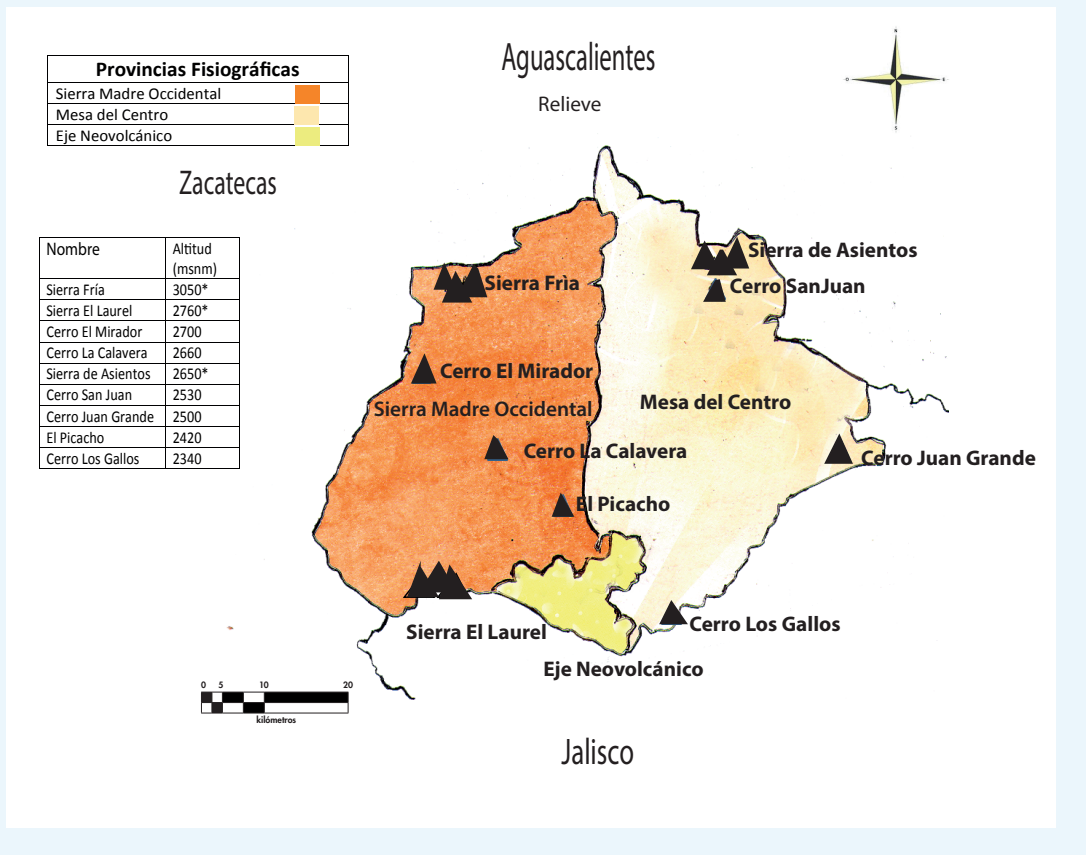 Aguascalientes
Relieve
Provincias Fisiográficas
Sierra Madre Occidental
Mesa del Centro
Eje Neovolcánico
N
O
E
S
Zacatecas
Nombre Altitud (msnm)
Sierra Fría 3050*
Sierra El Laurel 2760*
Cerro El Mirador 2700
Cerro La Calavera 2660
Sierra de Asientos 2650*
Cerro San Juan 2530
Cerro Juan Grande 2500
El Picacho 2420
Cerro Los Gallos 2340
Sierra de Asientos
Sierra Frìa
Cerro SanJuan
Cerro El Mirador
Sierra Madre Occidental
Mesa del Centro
Cerro La Calavera
Cerro Juan Grande
El Picacho
Sierra El Laurel
Cerro Los Gallos
Eje Neovolcánico
0 5 10 20
kilómetros
Jalisco